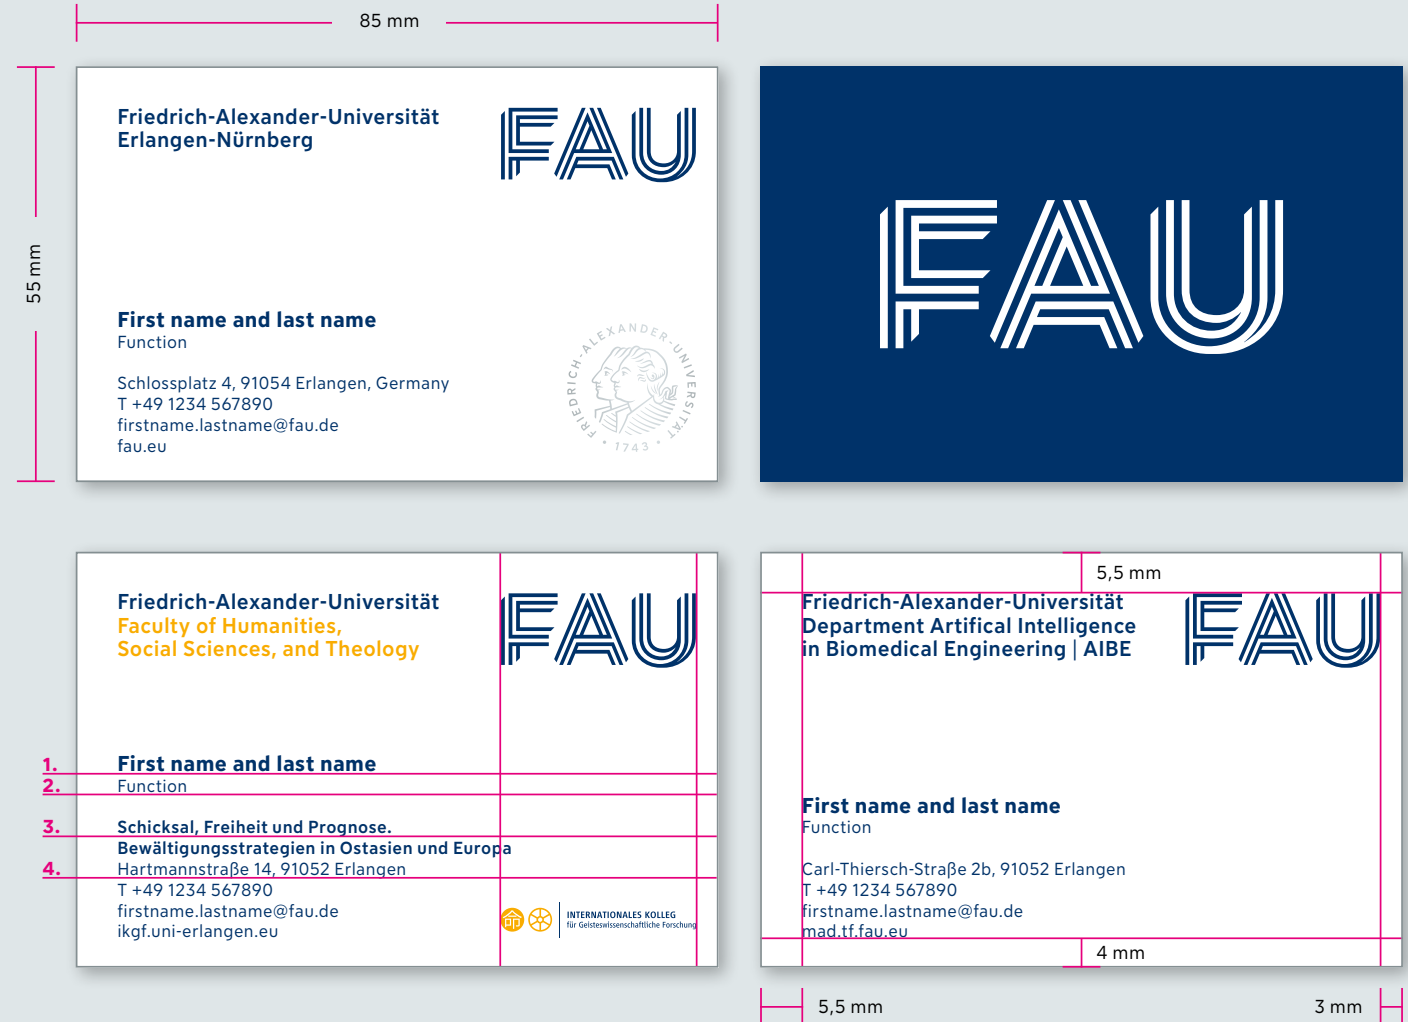 85 mm
55 mm
Friedrich-Alexander-Universität
Erlangen-Nürnberg
FAU
First name and last name
Function
Schlossplatz 4, 91054 Erlangen, Germany
T +49 1234 567890
firstname.lastname@fau.de
fau.eu
FRIEDRICH-ALEXANDER-UNIVERSITÄT
• 1743 •
FAU
Friedrich-Alexander-Universität
Faculty of Humanities,
Social Sciences, and Theology
FAU
1. First name and last name
2. Function
3. Schicksal, Freiheit und Prognose.
Bewältigungsstrategien in Ostasien und Europa
4. Hartmannstraße 14, 91052 Erlangen
T +49 1234 567890
firstname.lastname@fau.de
ikgf.uni-erlangen.eu
INTERNATIONALES KOLLEG
für Geisteswissenschaftliche Forschung
5,5 mm
Friedrich-Alexander-Universität
Department Artifical Intelligence
in Biomedical Engineering | AIBE
FAU
First name and last name
Function
Carl-Thiersch-Straße 2b, 91052 Erlangen
T +49 1234 567890
firstname.lastname@fau.de
mad.tf.fau.eu
4 mm
5,5 mm
3 mm